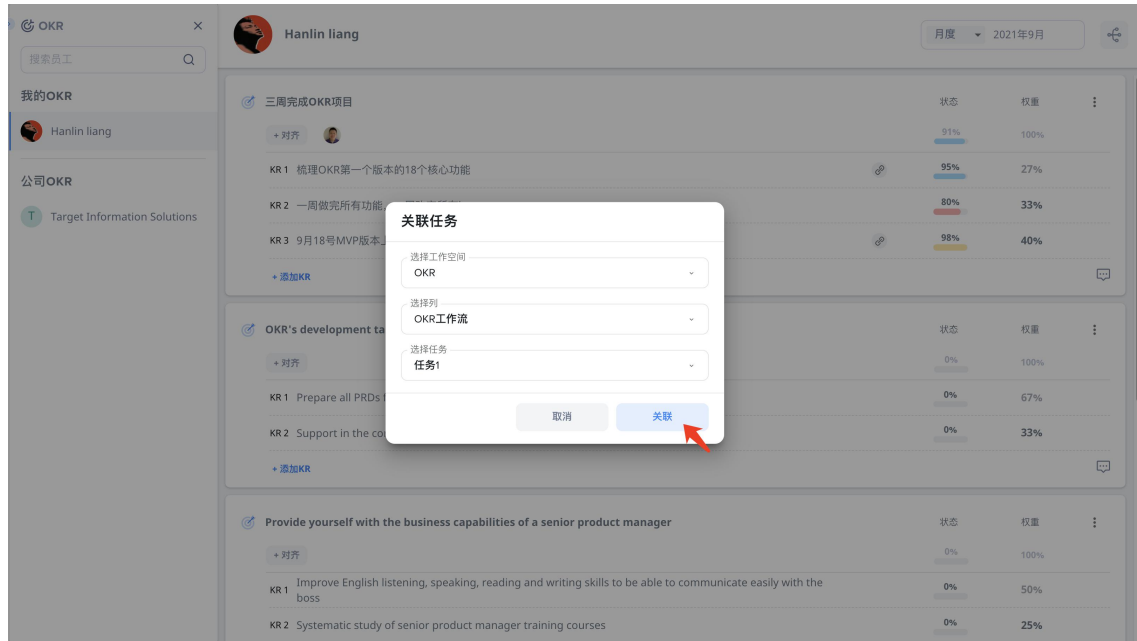 OKR
搜索员工
我的OKR
Hanlin liang
公司OKR
T Target Information Solutions
Hanlin liang
月度 2021年9月
三周完成OKR项目 状态 权重
+ 对齐 91% 100%
KR 1 梳理OKR第一个版本的18个核心功能 95% 27%
KR 2 一周做完所有功能 80% 33%
KR 3 9月18号MVP版本 98% 40%
+ 添加KR
关联任务
选择工作空间
OKR
选择列
OKR工作流
选择任务
任务1
取消 关联
OKR's development ta 状态 权重
+ 对齐 0% 100%
KR 1 Prepare all PRDs 0% 67%
KR 2 Support in the co 0% 33%
+ 添加KR
Provide yourself with the business capabilities of a senior product manager 状态 权重
+ 对齐 0% 100%
KR 1 Improve English listening, speaking, reading and writing skills to be able to communicate easily with the
boss 0% 50%
KR 2 Systematic study of senior product manager training courses 0% 25%